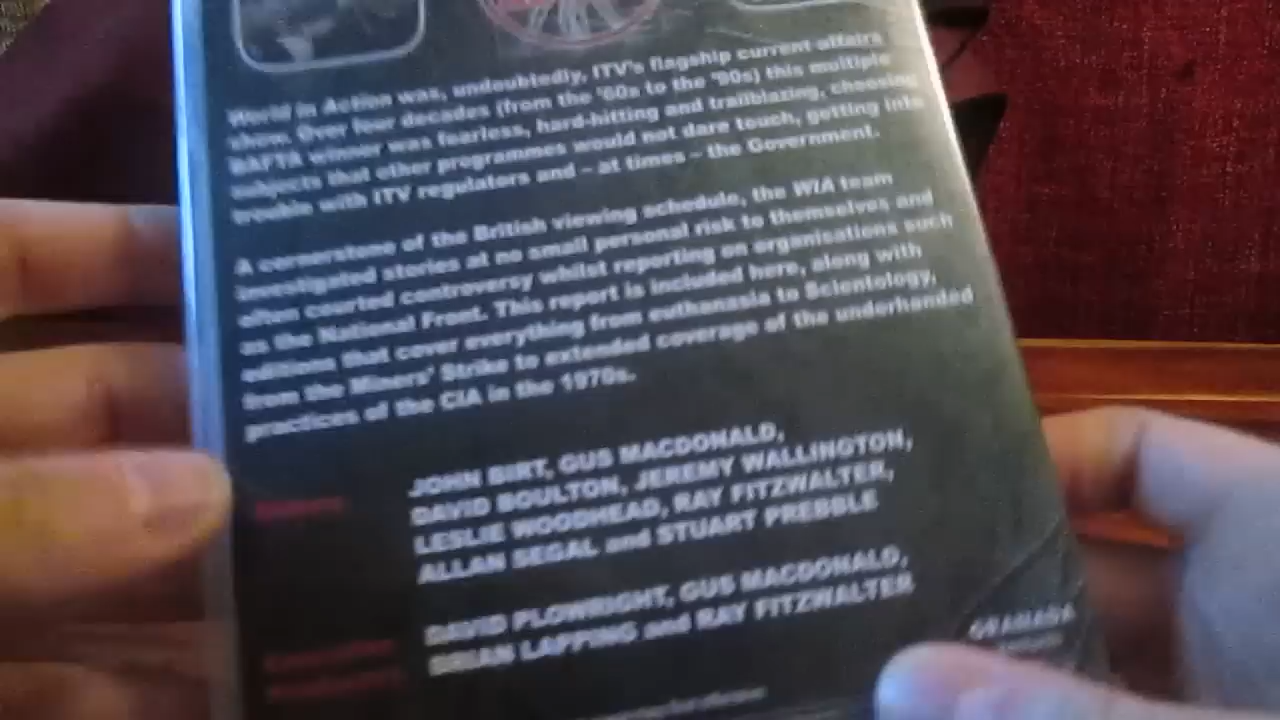 World in Action was, undoubtedly, ITV's flagship current affairs
show. Over four decades (from the '60s to the '90s) this multiple
BAFTA winner was fearless, hard-hitting and trailblazing, choosing
subjects that other programmes would not dare touch, getting into
trouble with ITV regulators and – at times – the Government.
A cornerstone of the British viewing schedule, the WIA team
investigated stories at no small personal risk to themselves and
often courted controversy whilst reporting on organisations such
as the National Front. This report is included here, along with
editions that cover everything from euthanasia to Scientology,
from the Miners' Strike to extended coverage of the underhanded
practices of the CIA in the 1970s.
JOHN BIRT, GUS MACDONALD,
DAVID BOULTON, JEREMY WALLINGTON,
LESLIE WOODHEAD, RAY FITZWALTER,
ALLAN SEGAL and STUART PREBBLE
DAVID PLOWRIGHT, GUS MACDONALD,
BRIAN LAPPING and RAY FITZWALTER
GRANADA